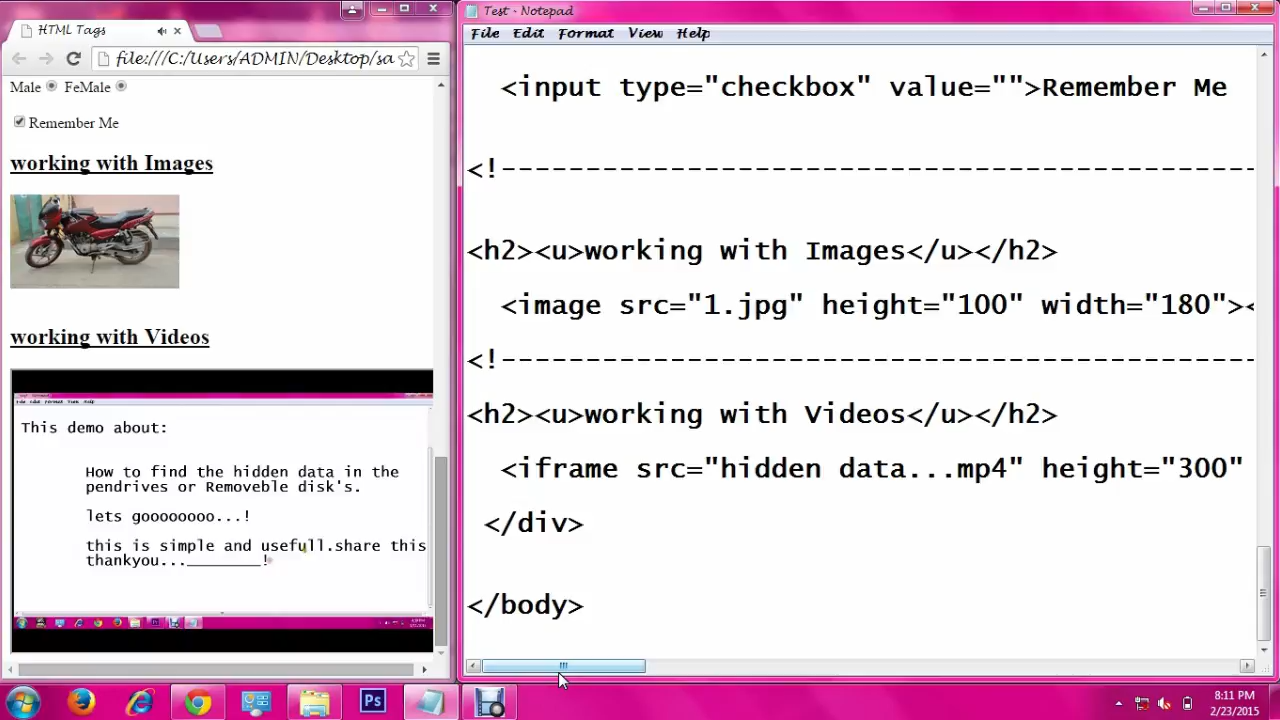 HTML Tags
file:///C:/Users/ADMIN/Desktop/sa
Male FeMale
Remember Me
working with Images
working with Videos
This demo about:
How to find the hidden data in the
pendrives or Removeble disk's.
lets goooooooo...!
this is simple and usefull.share this
thankyou...________!
Test - Notepad
File Edit Format View Help
<input type="checkbox" value="">Remember Me
<!---------------------------------------------
<h2><u>working with Images</u></h2>
<image src="1.jpg" height="100" width="180"><
<!---------------------------------------------
<h2><u>working with Videos</u></h2>
<iframe src="hidden data...mp4" height="300"
</div>
</body>
Ps
8:11 PM
2/23/2015